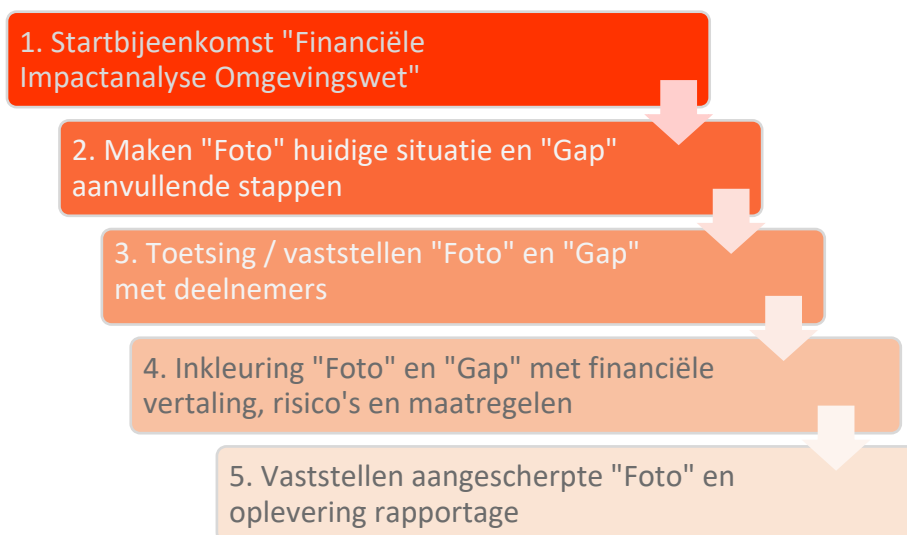 1. Startbijeenkomst "Financiële
Impactanalyse Omgevingswet"
2. Maken "Foto" huidige situatie en "Gap"
aanvullende stappen
3. Toetsing / vaststellen "Foto" en "Gap"
met deelnemers
4. Inkleuring "Foto" en "Gap" met financiële
vertaling, risico's en maatregelen
5. Vaststellen aangescherpte "Foto" en
oplevering rapportage